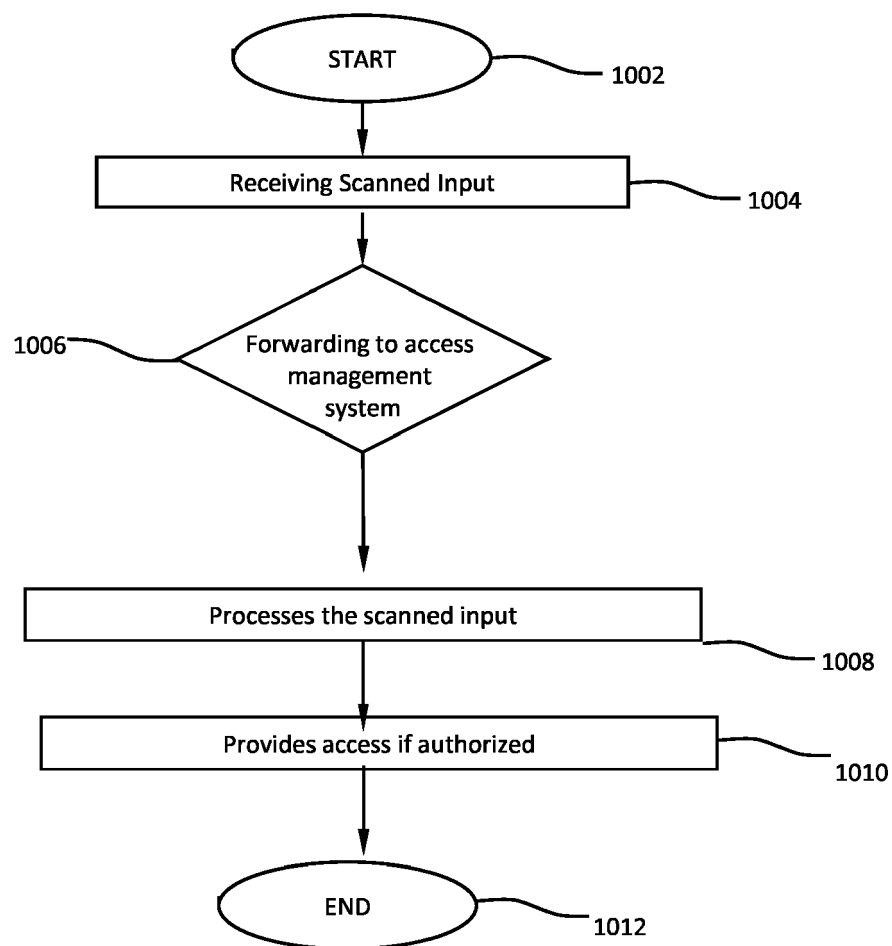 START
1002
Receiving Scanned Input
1004
1006
Forwarding to access
management
system
Processes the scanned input
1008
Provides access if authorized
1010
END
1012